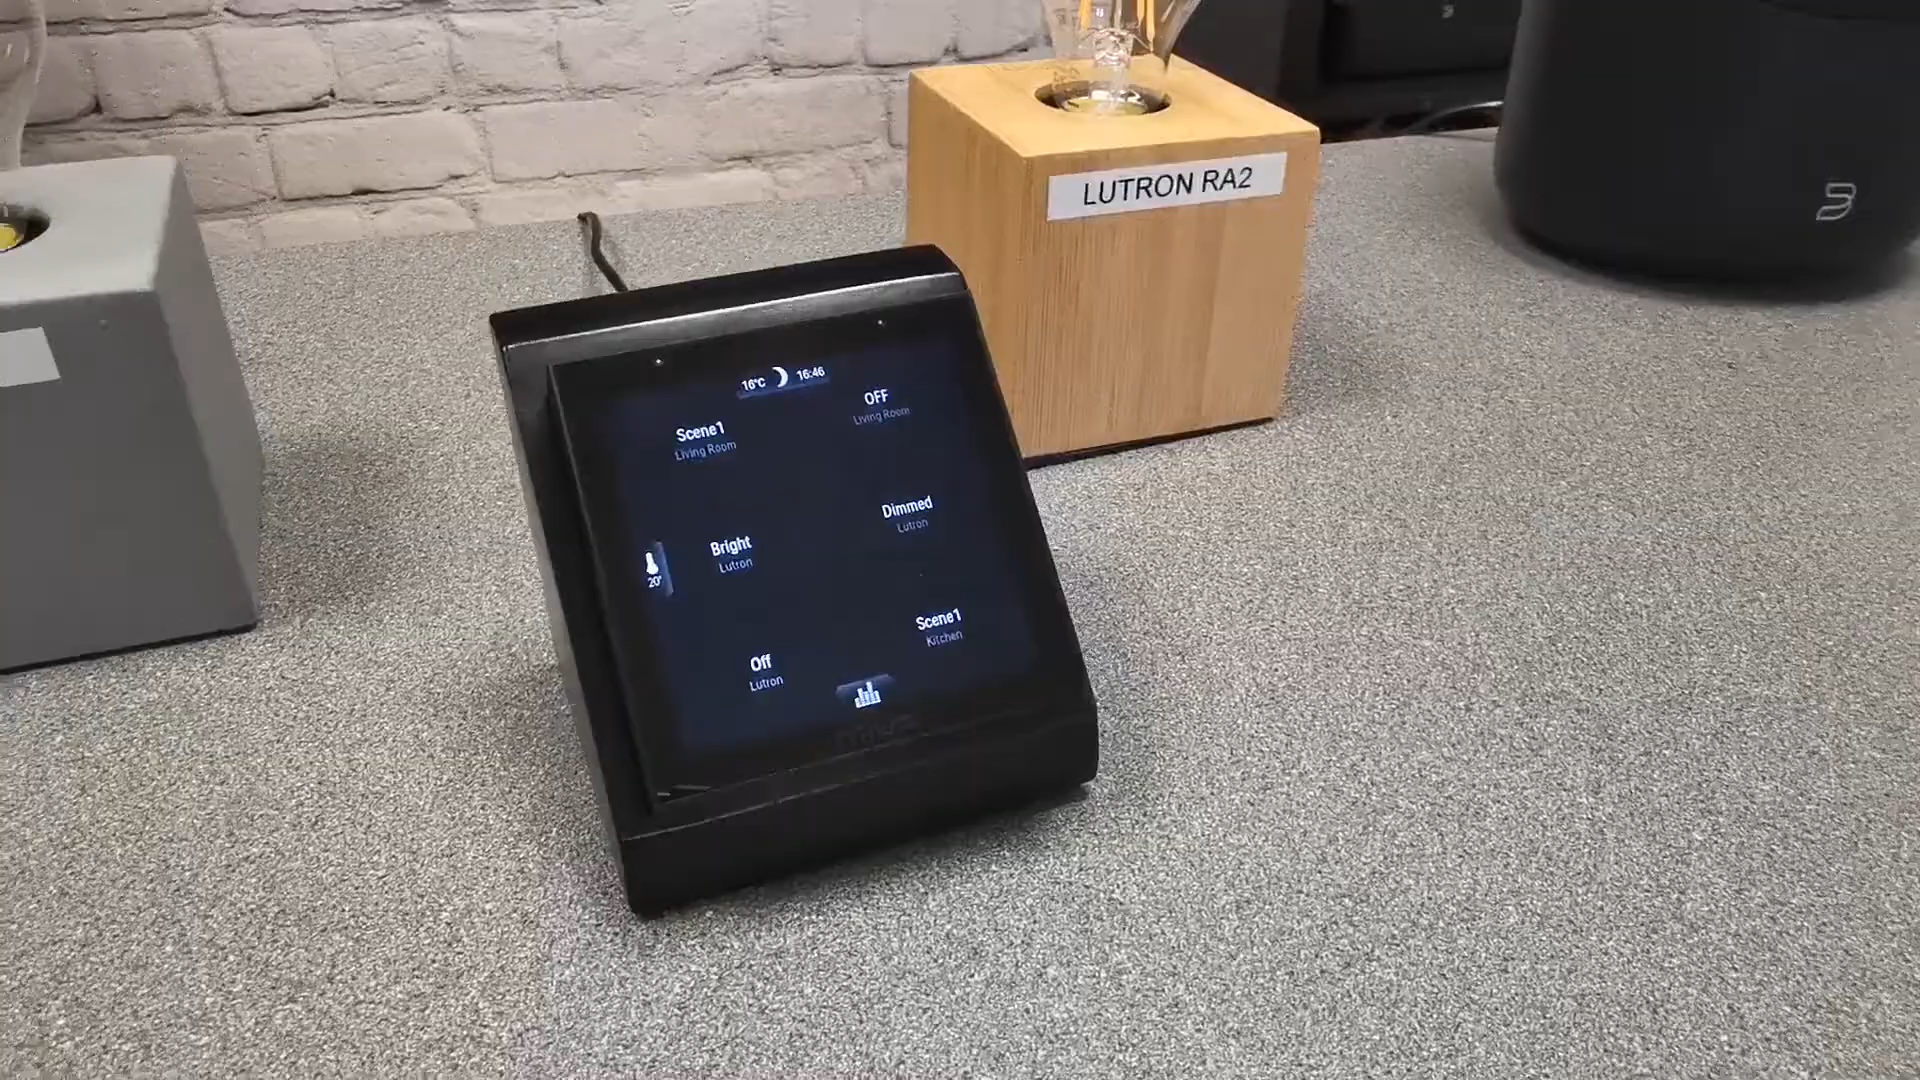 LUTRON RA2
16°C 16:46
Scene1
Living Room
OFF
Living Room
Bright
Lutron
Dimmed
Lutron
20°
Off
Lutron
Scene1
Kitchen